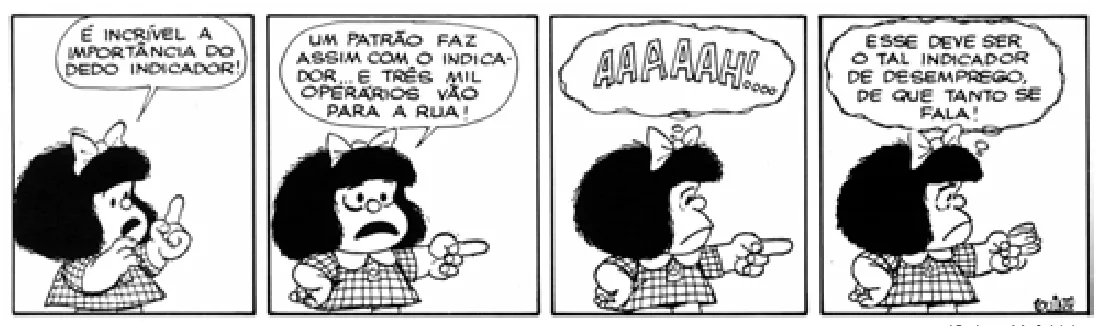 É INCRÍVEL A
IMPORTÂNCIA DO
DEDO INDICADOR!
UM PATRÃO FAZ
ASSIM COM O INDICA-
DOR... E TRÊS MIL
OPERÁRIOS VÃO
PARA A RUA!
AAAAAH!....
ESSE DEVE SER
O TAL INDICADOR
DE DESEMPREGO,
DE QUE TANTO SE
FALA!